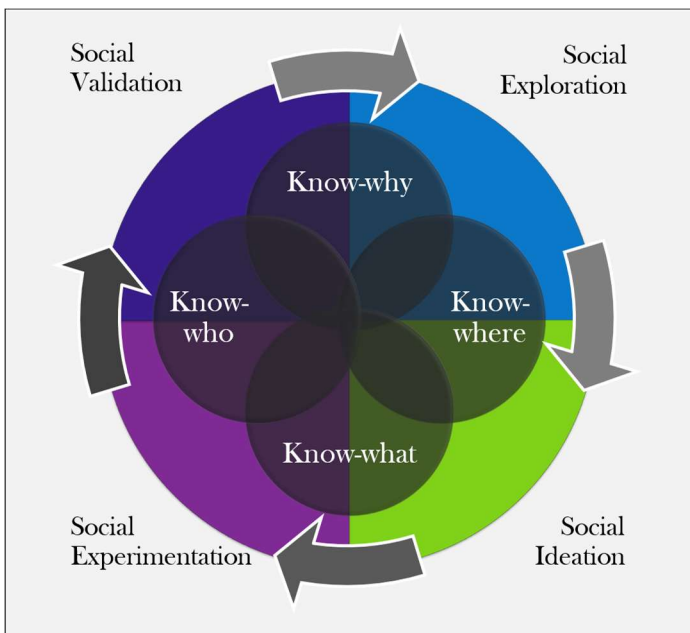 Social
Validation
Social
Exploration
Know-why
Know-
who
Know-
where
Know-what
Social
Experimentation
Social
Ideation